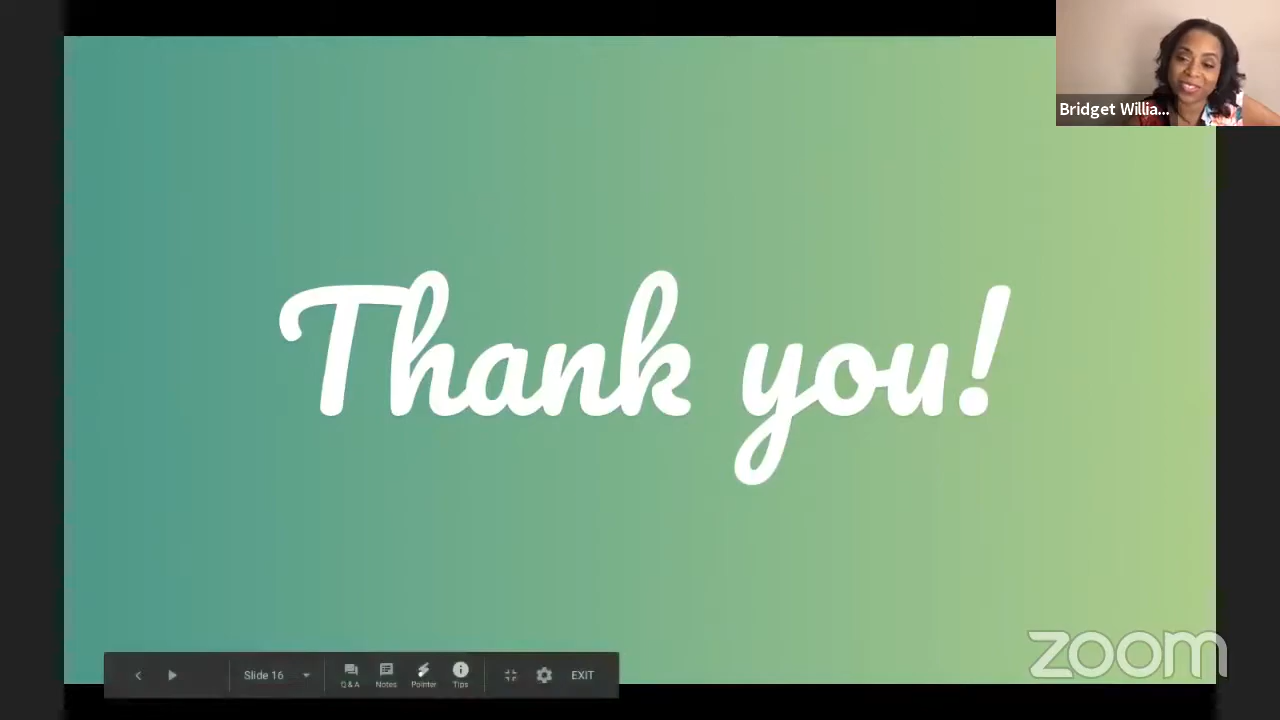 Bridget Willia...
Thank you!
zoom
Slide 16
Q&A
Notes
Pointer
Tips
EXIT